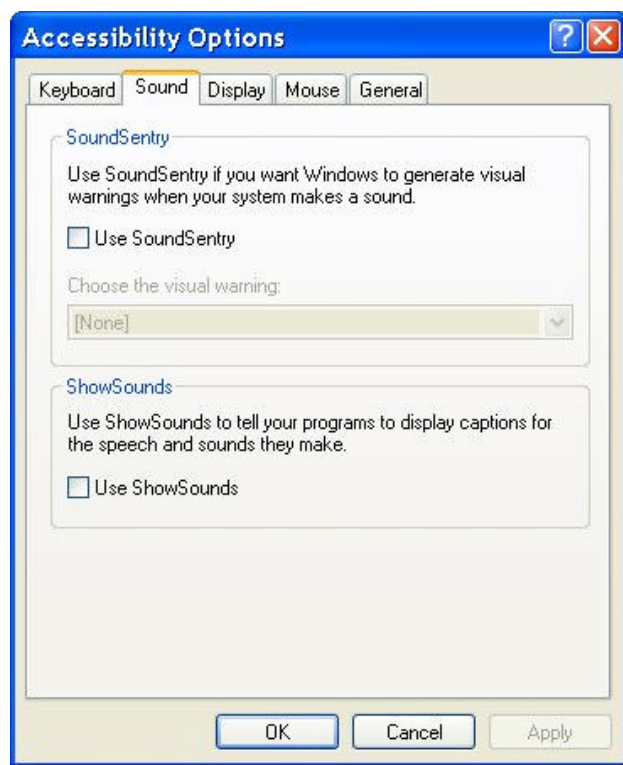 Accessibility Options
Keyboard Sound Display Mouse General
SoundSentry
Use SoundSentry if you want Windows to generate visual
warnings when your system makes a sound.
Use SoundSentry
Choose the visual warning:
[None]
ShowSounds
Use ShowSounds to tell your programs to display captions for
the speech and sounds they make.
Use ShowSounds
OK Cancel Apply